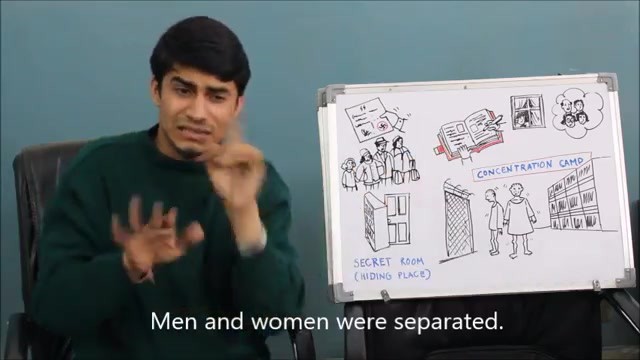 CONCENTRATION CAMP
SECRET ROOM
(HIDING PLACE)
Men and women were separated.